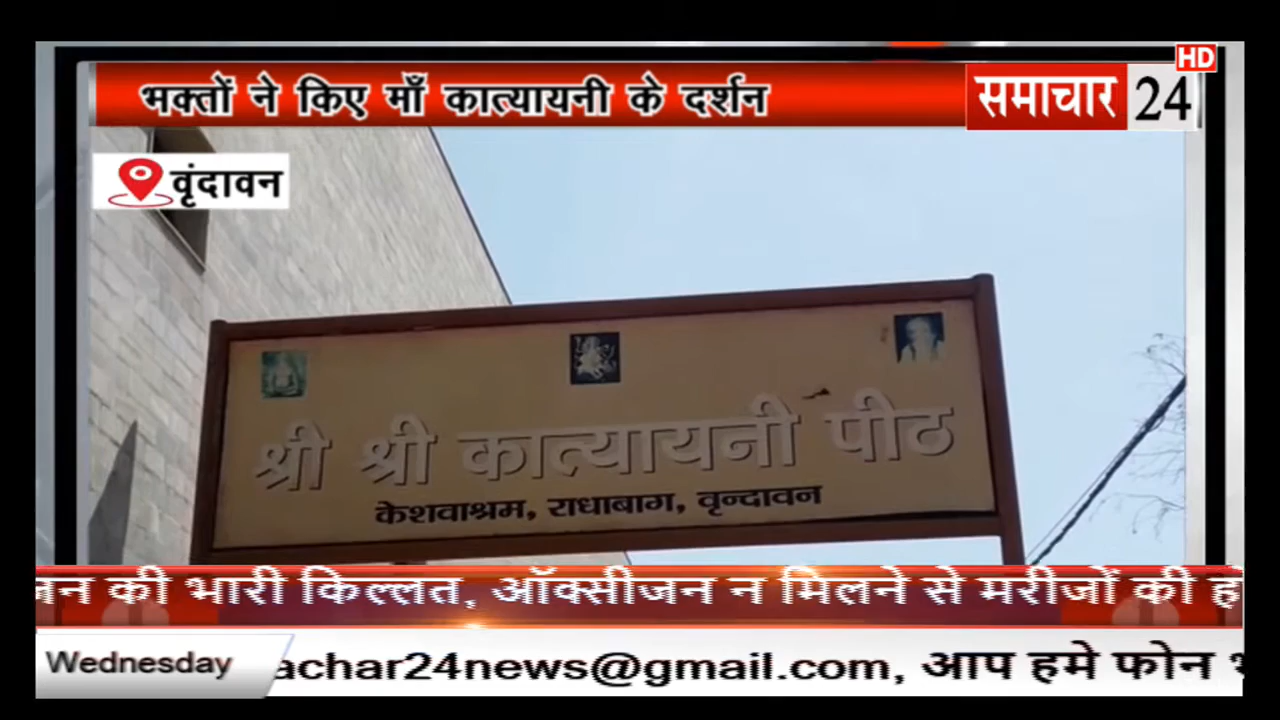 HD
भक्तों ने किए माँ कात्यायनी के दर्शन
समाचार 24
वृंदावन
श्री श्री कात्यायनी पीठ
केशवाश्रम, राधाबाग, वृन्दावन
की भारी किल्लत, ऑक्सीजन न मिलने से मरीजों की
Wednesday
achar24news@gmail.com, आप हमे फोन